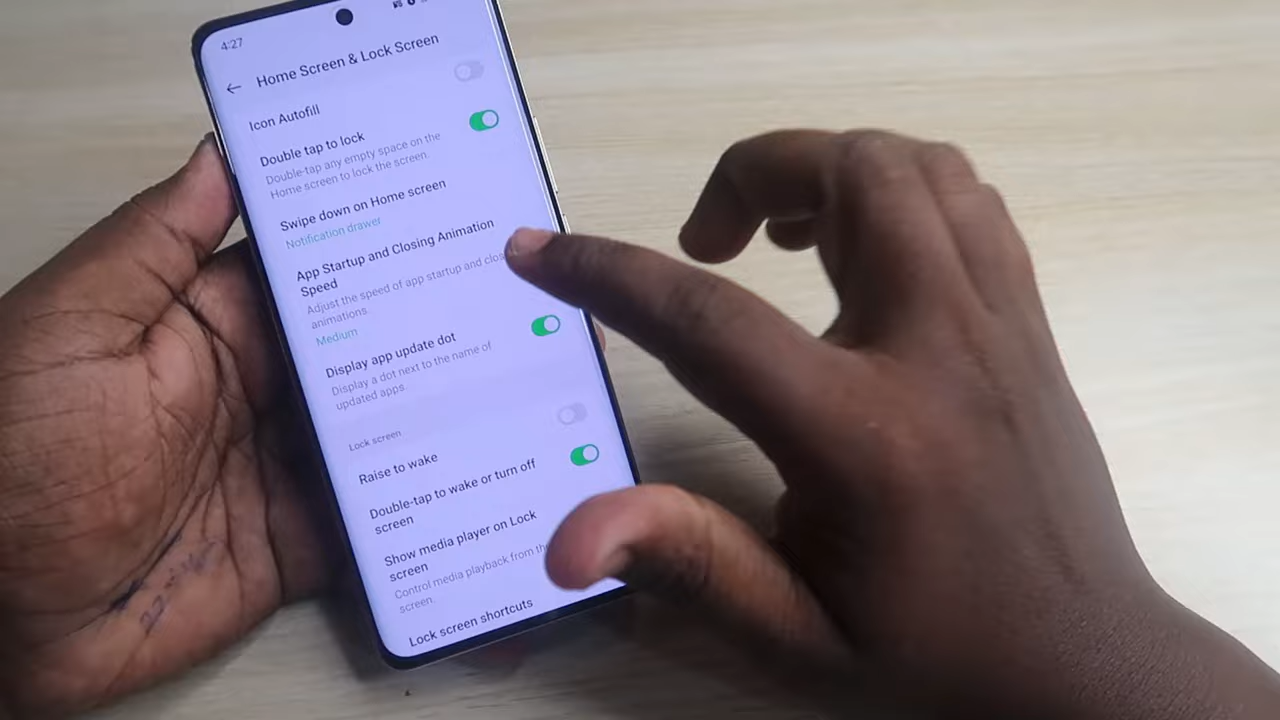 4:27
Home Screen & Lock Screen
Icon Autofill
Double tap to lock
Double-tap any empty space on the
Home screen to lock the screen.
Swipe down on Home screen
Notification drawer
App Startup and Closing Animation
Speed
Adjust the speed of app startup and
animations.
Medium
Display app update dot
Display a dot next to the name of
updated apps.
Lock screen
Raise to wake
Double-tap to wake or turn off
screen
Show media player on Lock
screen
Control media playback from the
screen.
Lock screen shortcuts